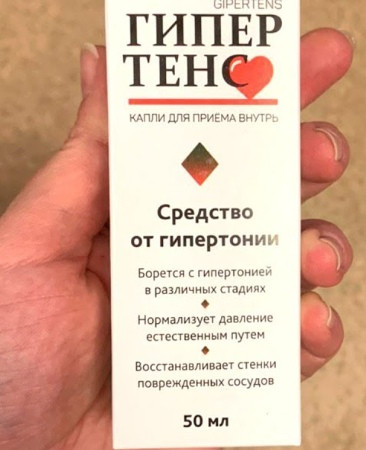 GIPERTENS
ГИПЕР
ТЕНС
КАПЛИ ДЛЯ ПРИЕМА ВНУТРЬ
Средство
от гипертонии
Борется с гипертонией
в различных стадиях
Нормализует давление
естественным путем
Восстанавливает стенки
поврежденных сосудов
50 мл